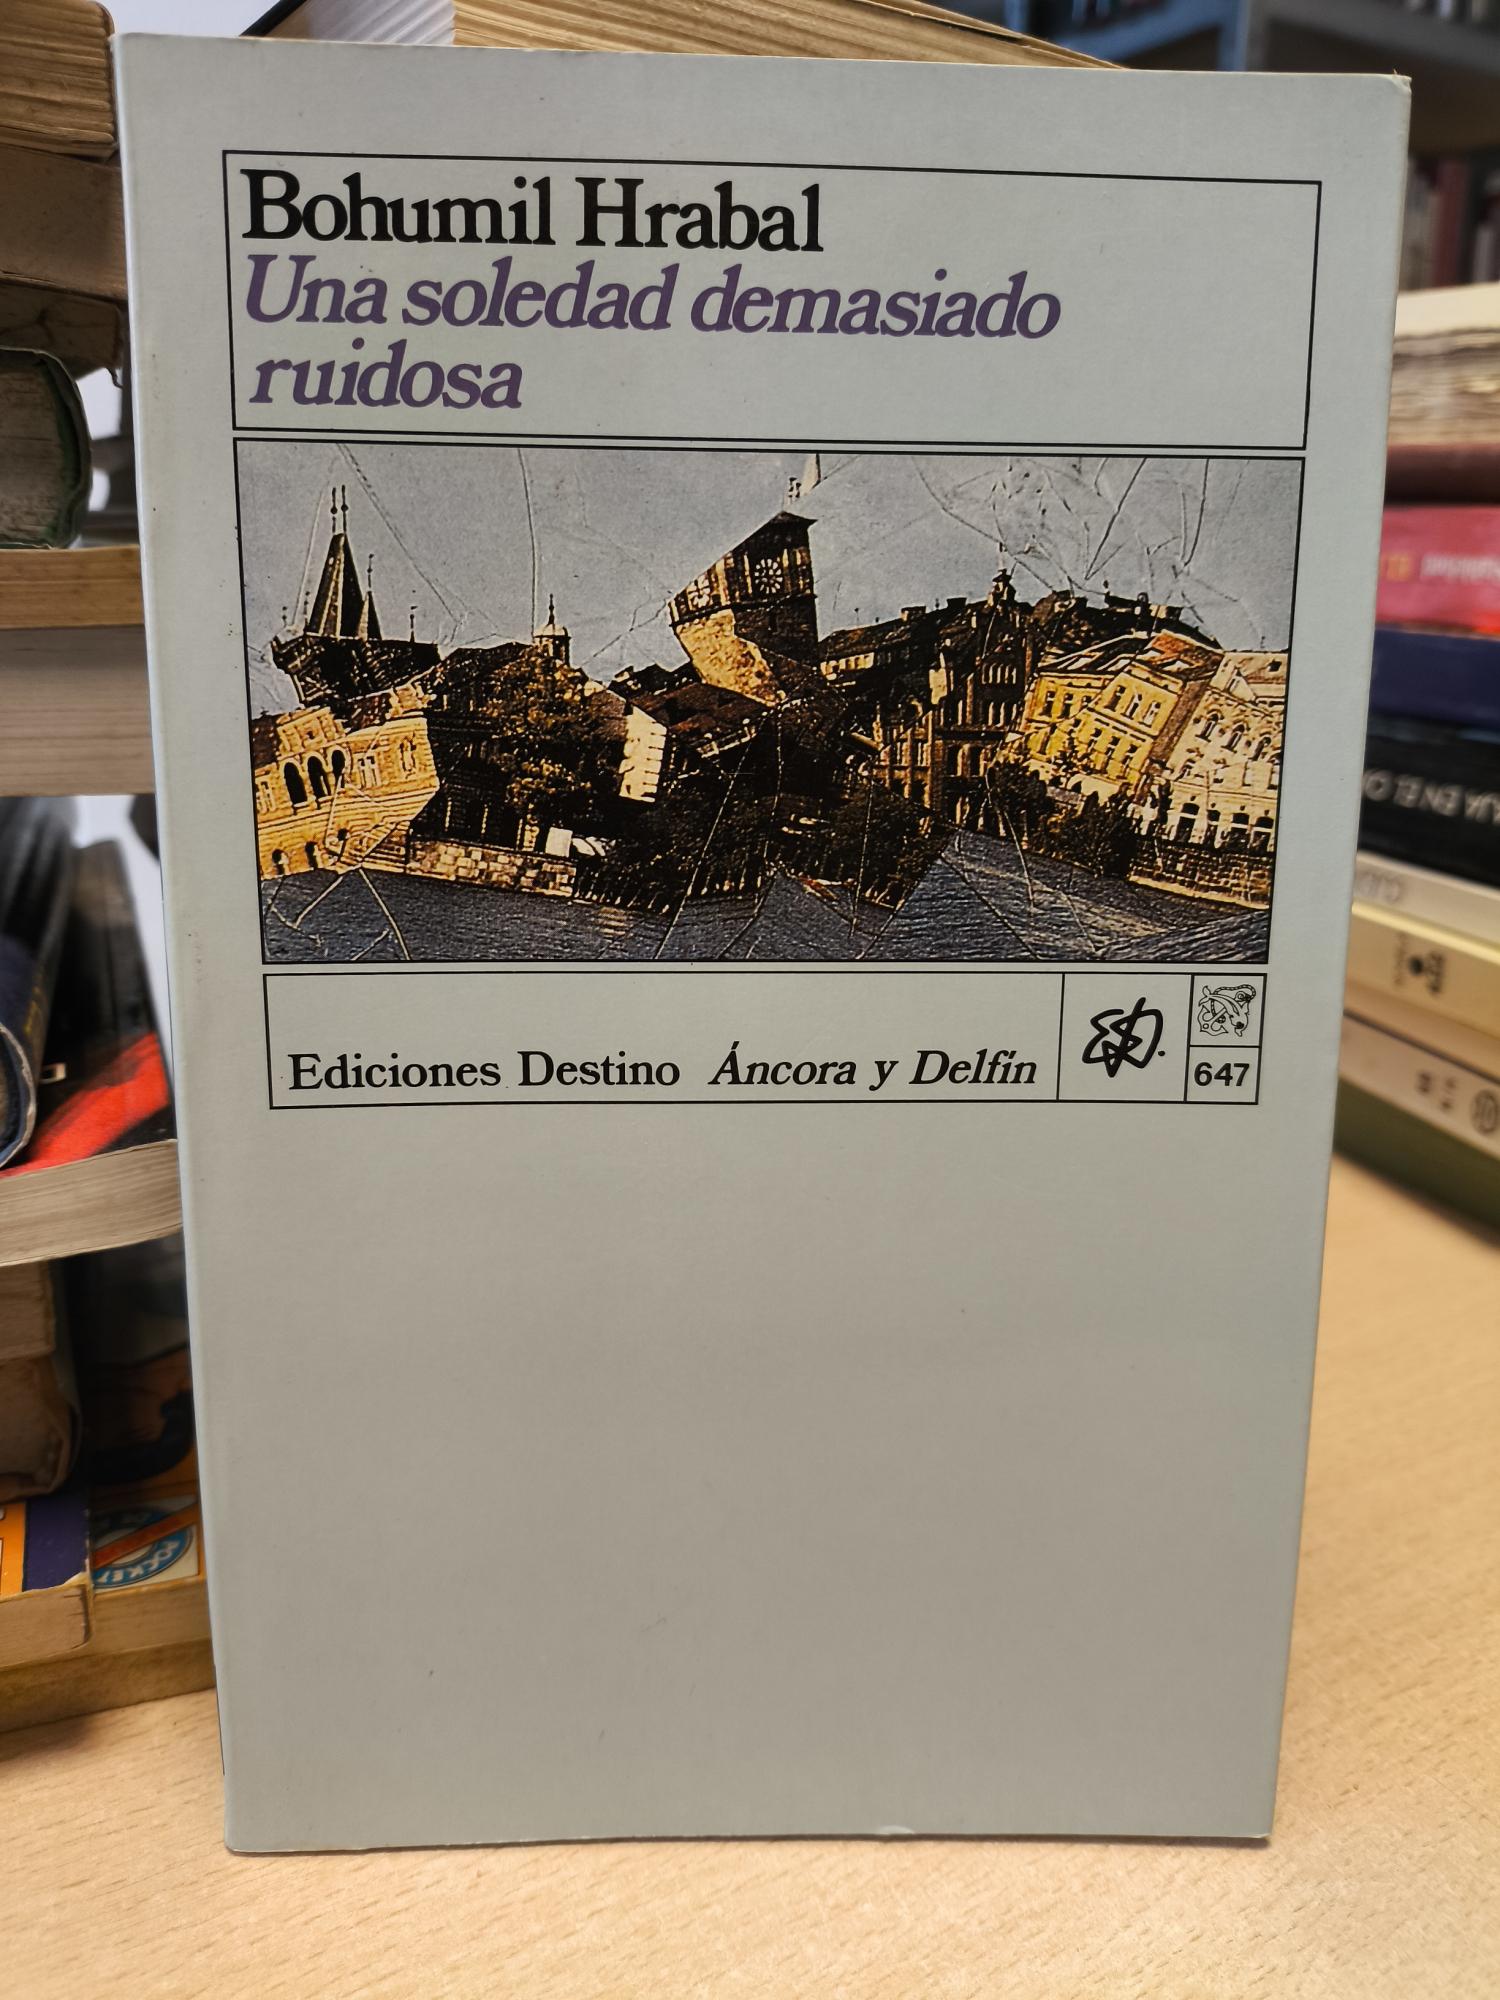 Bohumil Hrabal
Una soledad demasiado
ruidosa
Ediciones Destino Áncora y Delfín
647